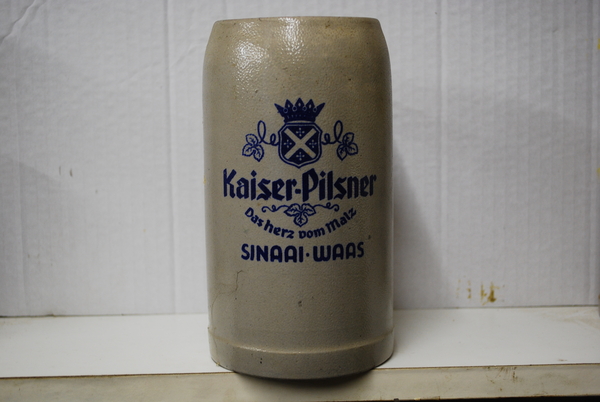 Kaiser-Pilsner
Das herz vom Malz
SINAAI·WAAS